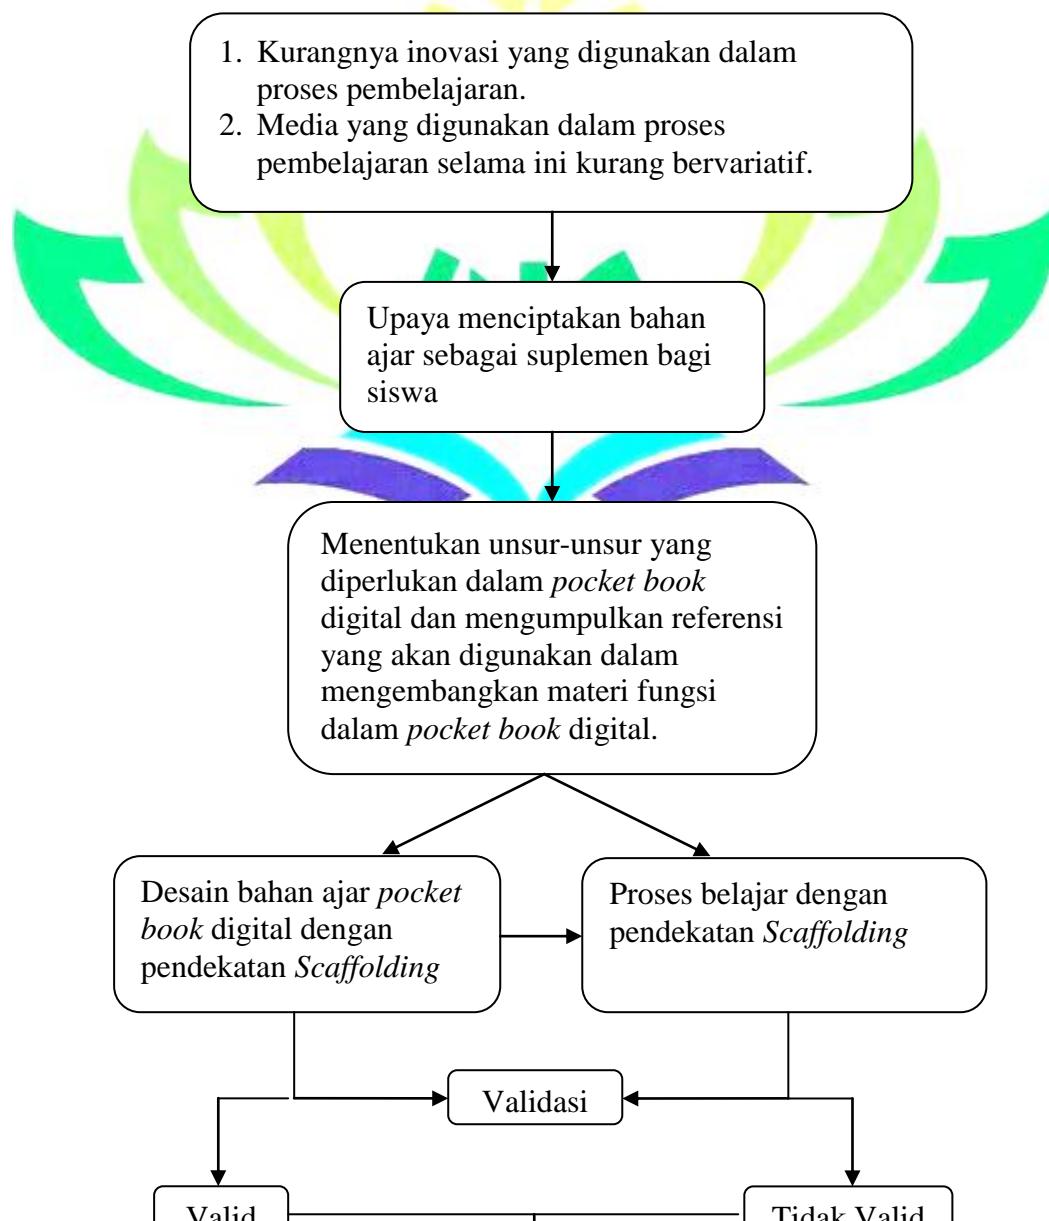 1. Kurangnya inovasi yang digunakan dalam
proses pembelajaran.
2. Media yang digunakan dalam proses
pembelajaran selama ini kurang bervariatif.
Upaya menciptakan bahan
ajar sebagai suplemen bagi
siswa
Menentukan unsur-unsur yang
diperlukan dalam pocket book
digital dan mengumpulkan referensi
yang akan digunakan dalam
mengembangkan materi fungsi
dalam pocket book digital.
Desain bahan ajar pocket
book digital dengan
pendekatan Scaffolding
Proses belajar dengan
pendekatan Scaffolding
Validasi
Valid
Tidak Valid